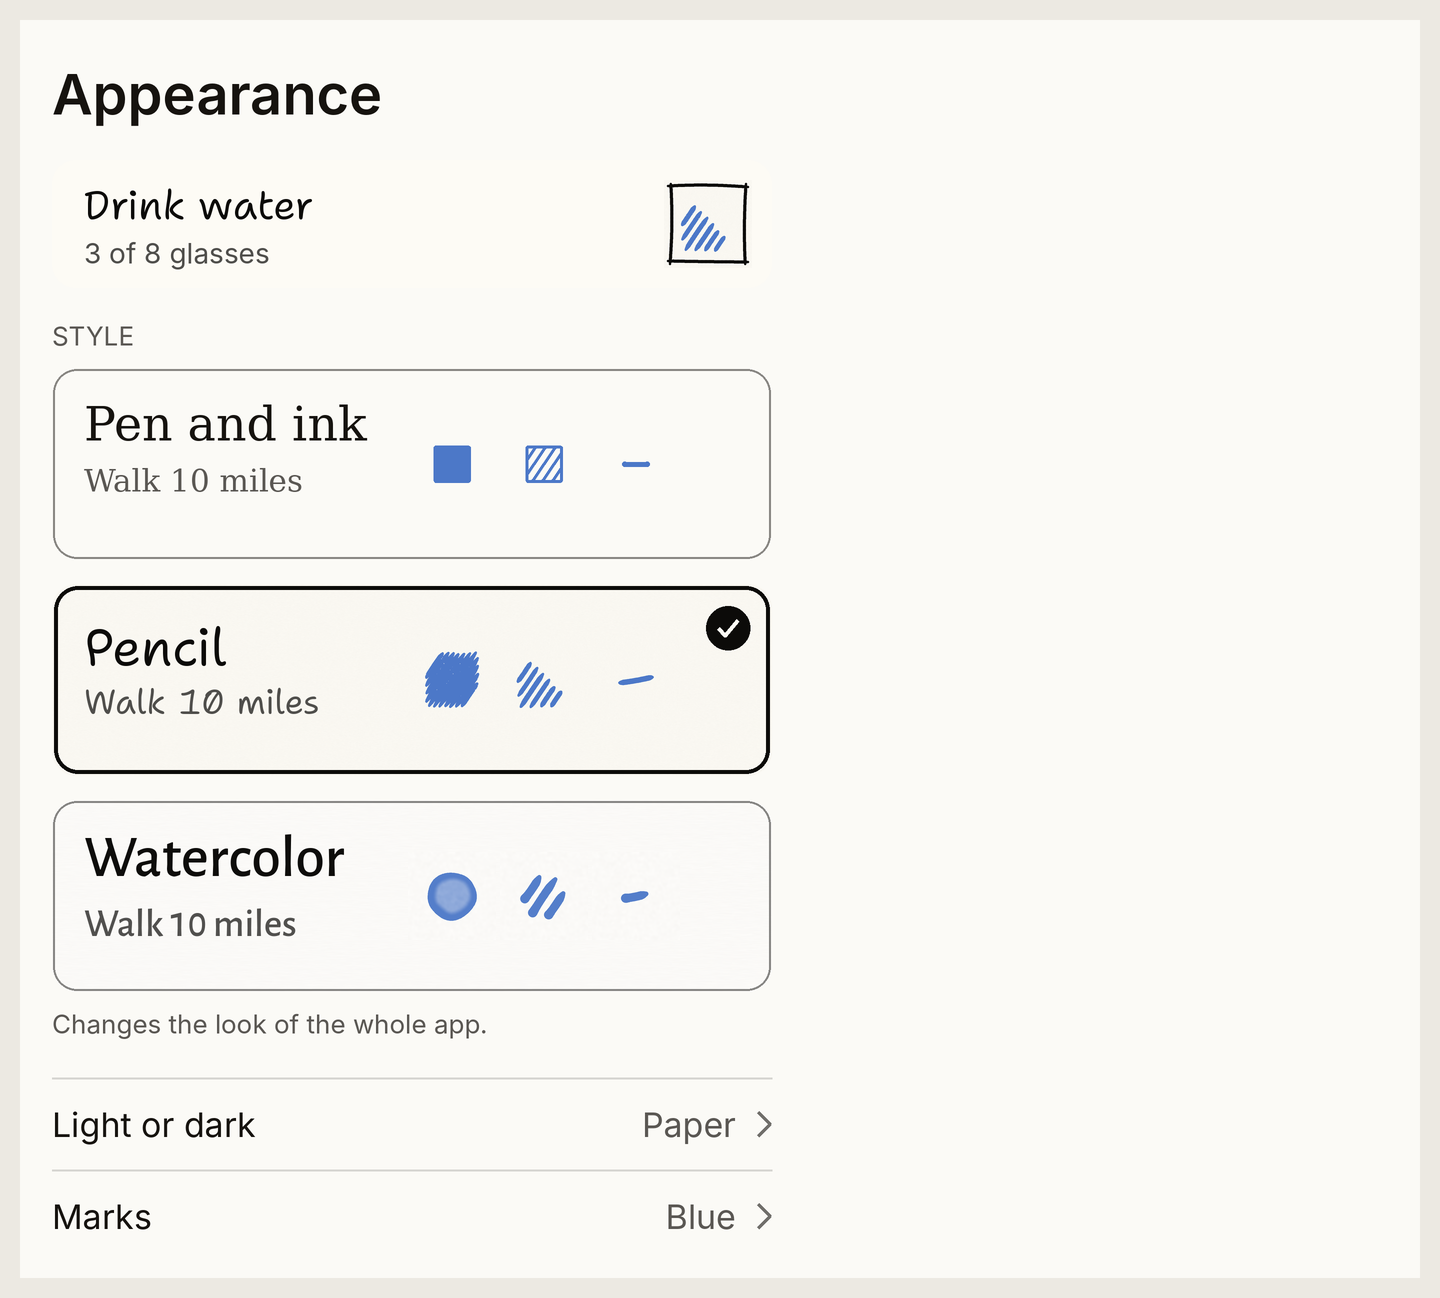 Appearance
Drink water
3 of 8 glasses
STYLE
Pen and ink
Walk 10 miles
Pencil
Walk 10 miles
Watercolor
Walk 10 miles
Changes the look of the whole app.
Light or dark
Paper
Marks
Blue